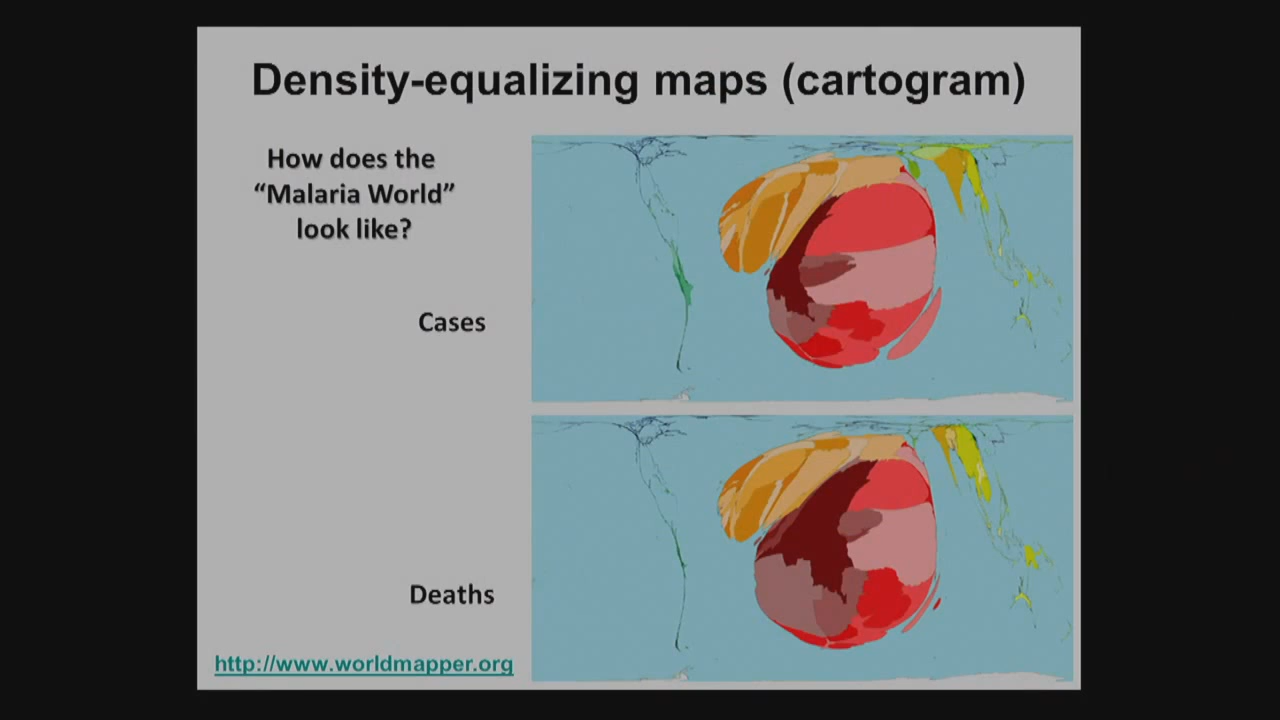 Density-equalizing maps (cartogram)
How does the
“Malaria World”
look like?
Cases
Deaths
http://www.worldmapper.org